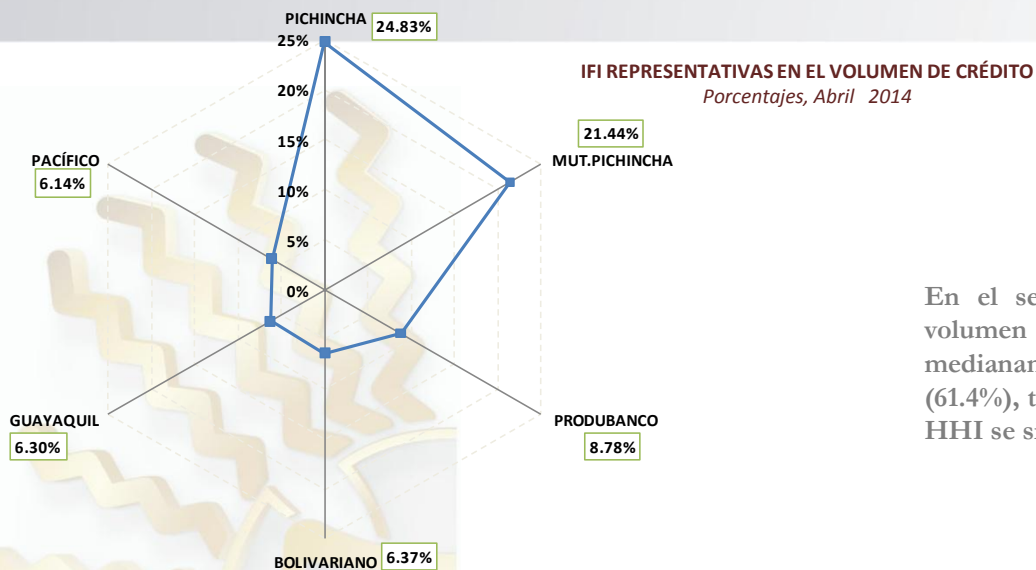 IFI REPRESENTATIVAS EN EL VOLUMEN DE CRÉDITO
Porcentajes, Abril 2014
PICHINCHA
24.83%
25%
20%
15%
10%
5%
0%
21.44%
MUT.PICHINCHA
PRODUBANCO
8.78%
BOLIVARIANO
6.37%
GUAYAQUIL
6.30%
PACÍFICO
6.14%
En el se
volumen
medianar
(61.4%), t
HHI se s